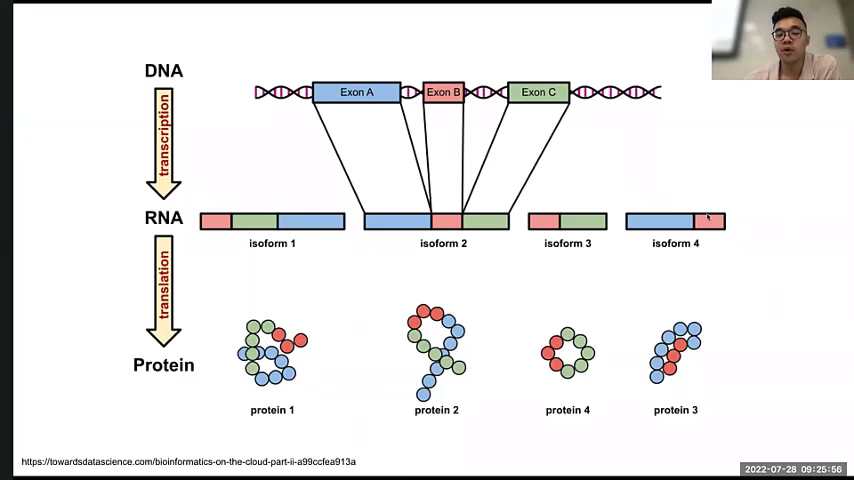 DNA
Exon A
Exon B
Exon C
transcription
RNA
isoform 1
isoform 2
isoform 3
isoform 4
translation
Protein
protein 1
protein 2
protein 4
protein 3
https://towardsdatascience.com/bioinformatics-on-the-cloud-part-ii-a99ccfea913a
2022-07-28 09:25:56